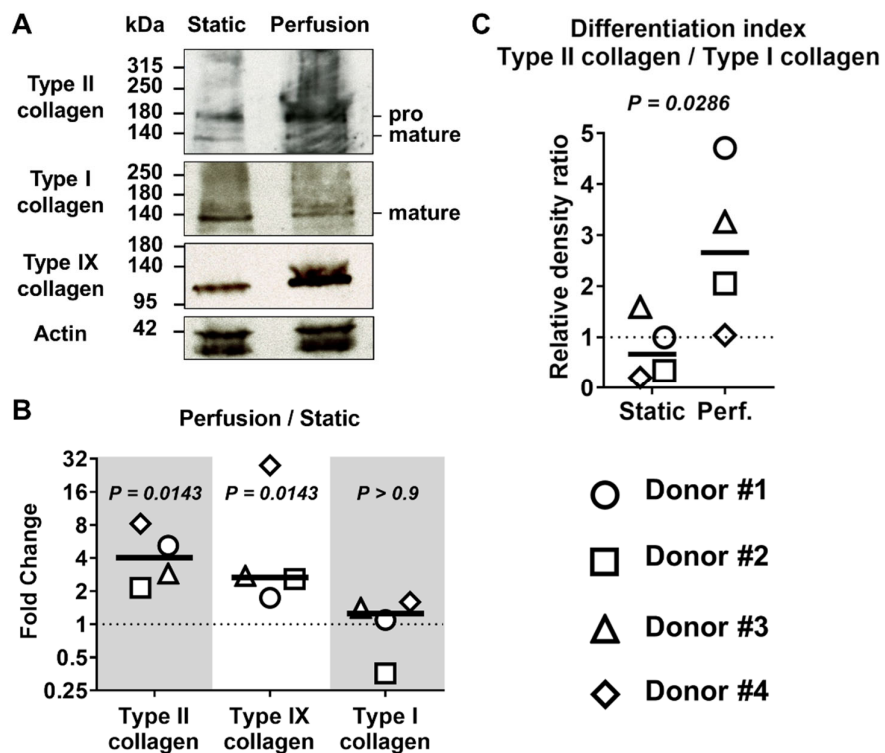 A
kDa Static Perfusion
Type II
collagen
315
250
180
140
pro
mature
Type I
collagen
250
180
140
mature
Type IX
collagen
180
140
95
Actin
42
B
Perfusion / Static
Fold Change
32
16
8
4
2
1
0.5
0.25
P = 0.0143
P = 0.0143
P > 0.9
Type II
collagen
Type IX
collagen
Type I
collagen
C
Differentiation index
Type II collagen / Type I collagen
P = 0.0286
Relative density ratio
5
4
3
2
1
0
Static Perf.
Donor #1
Donor #2
Donor #3
Donor #4